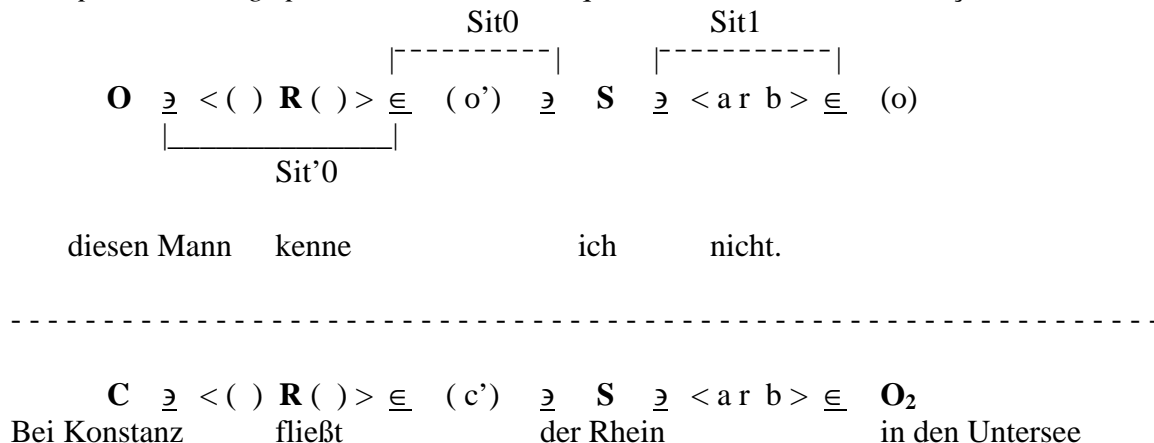 Sit0 Sit1
O ∋ < ( ) R ( ) > ∈ ( o’) ∋ S ∋ < a r b > ∈ (o)
Sit’0
diesen Mann kenne ich nicht.
C ∋ < ( ) R ( ) > ∈ ( c’) ∋ S ∋ < a r b > ∈ O₂
Bei Konstanz fließt der Rhein in den Untersee